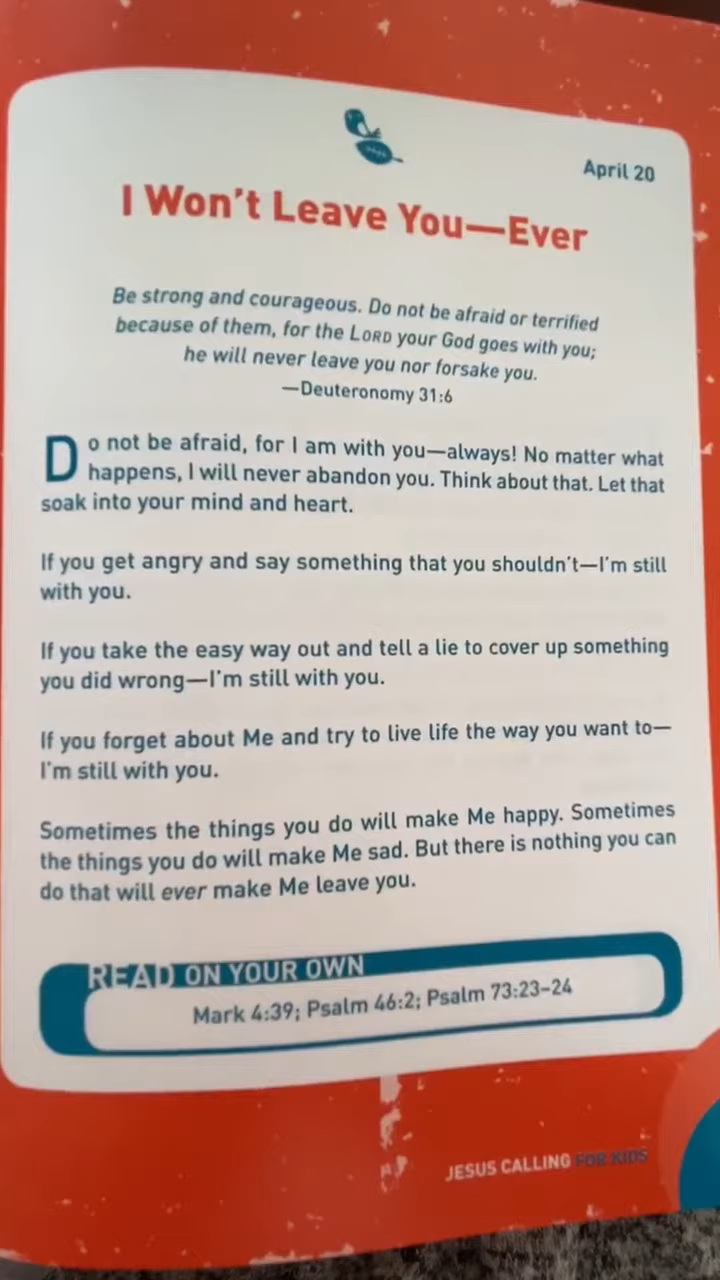 April 20
I Won't Leave You—Ever
Be strong and courageous. Do not be afraid or terrified
because of them, for the LORD your God goes with you;
he will never leave you nor forsake you.
—Deuteronomy 31:6
Do not be afraid, for I am with you—always! No matter what
happens, I will never abandon you. Think about that. Let that
soak into your mind and heart.
If you get angry and say something that you shouldn't—I'm still
with you.
If you take the easy way out and tell a lie to cover up something
you did wrong—I'm still with you.
If you forget about Me and try to live life the way you want to—
I'm still with you.
Sometimes the things you do will make Me happy. Sometimes
the things you do will make Me sad. But there is nothing you can
do that will ever make Me leave you.
READ ON YOUR OWN
Mark 4:39; Psalm 46:2; Psalm 73:23–24
JESUS CALLING FOR KIDS